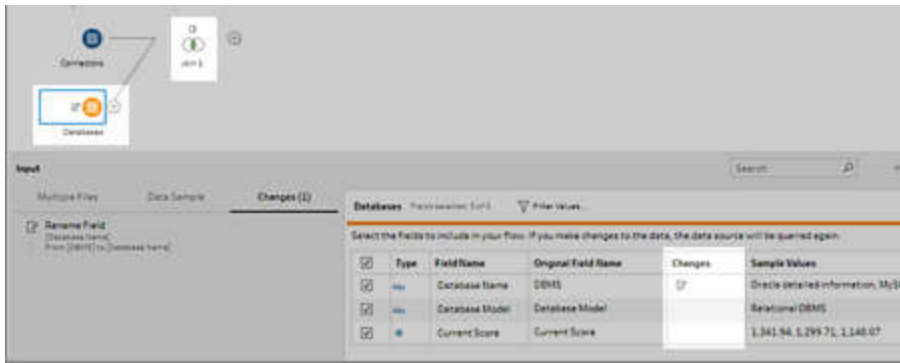 Connections
Join 1
Databases
Input
Search
Multiple Files
Data Sample
Changes (1)
Rename Field
[Database Name]
From [DBMS] to [Database Name]
Databases
Filter Values...
Select the fields to include in your flow. If you make changes to the data, the data source will be queried again.
Type Field Name Original Field Name Changes Sample Values
Abc Database Name DBMS Oracle detailed information, MyS
Abc Database Model Database Model Relational DBMS
# Current Score Current Score 1,341.94, 1,299.71, 1,140.07